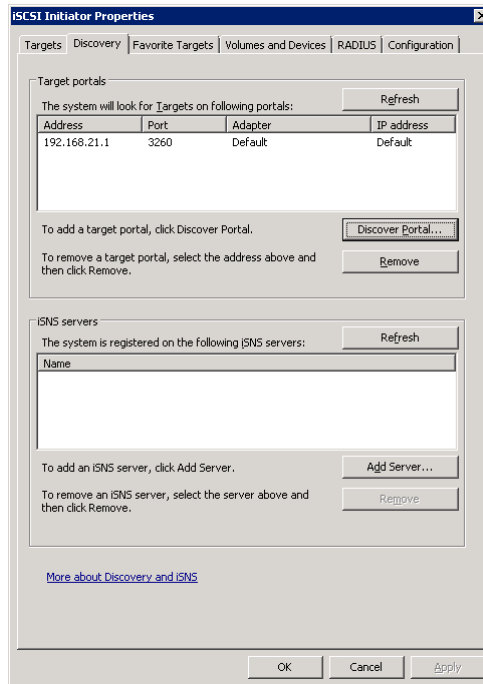 iSCSI Initiator Properties
Targets Discovery Favorite Targets Volumes and Devices RADIUS Configuration
Target portals
The system will look for Targets on following portals: Refresh
Address Port Adapter IP address
192.168.21.1 3260 Default Default
To add a target portal, click Discover Portal. Discover Portal...
To remove a target portal, select the address above and
then click Remove.
Remove
iSNS servers
The system is registered on the following iSNS servers: Refresh
Name
To add an iSNS server, click Add Server. Add Server...
To remove an iSNS server, select the server above and
then click Remove.
Remove
More about Discovery and iSNS
OK Cancel Apply